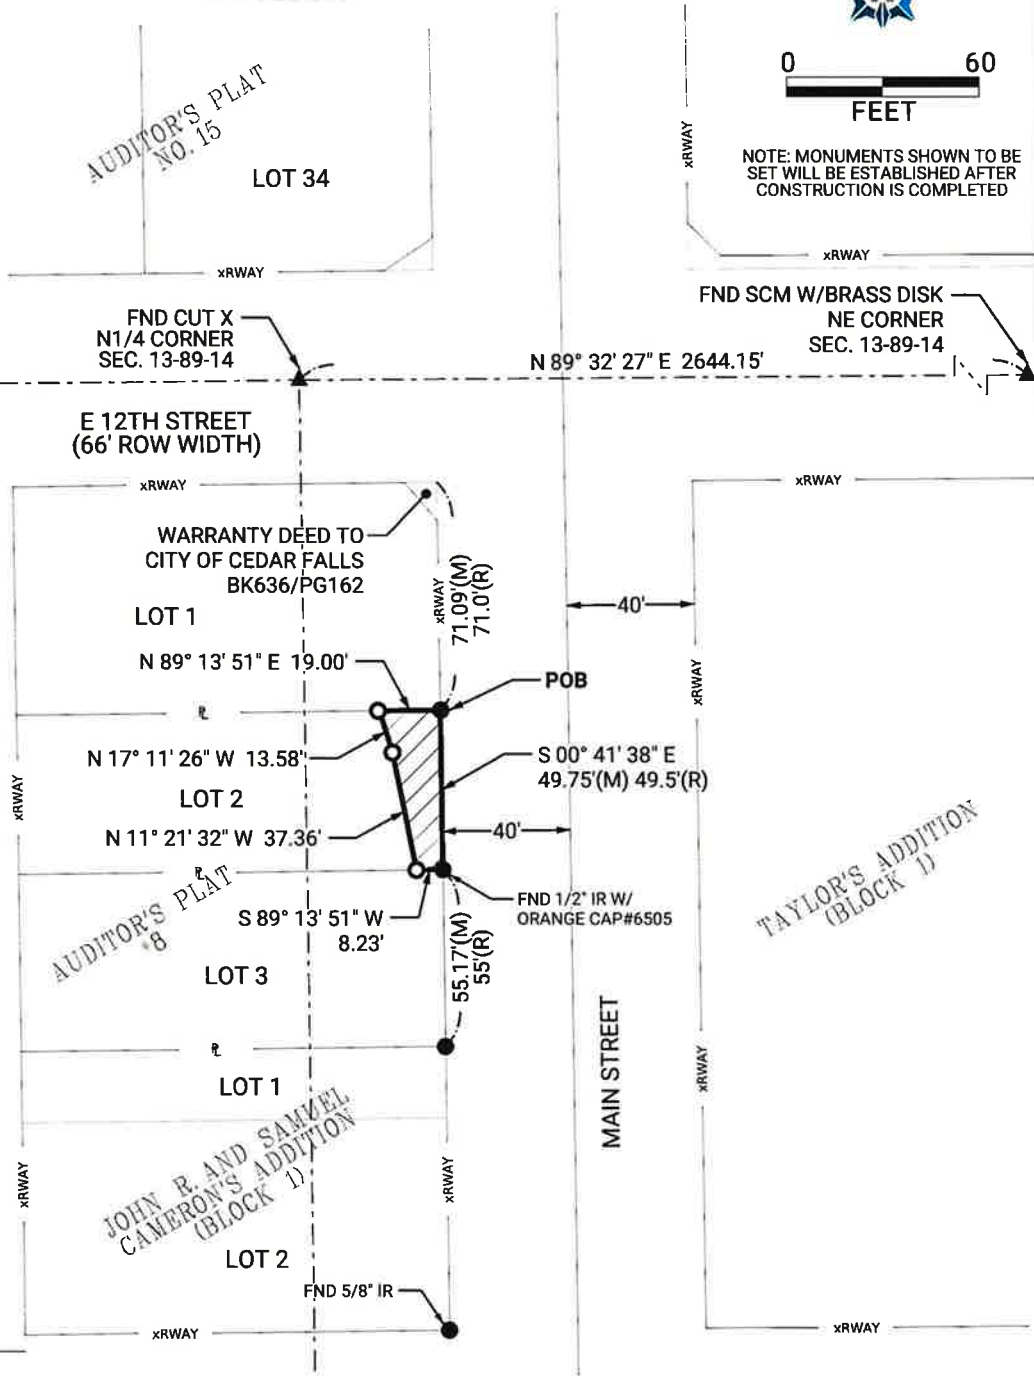 0 60
FEET
NOTE: MONUMENTS SHOWN TO BE
SET WILL BE ESTABLISHED AFTER
CONSTRUCTION IS COMPLETED
AUDITOR'S PLAT
NO. 15
LOT 34
xRWAY
xRWAY
xRWAY
FND CUT X
N1/4 CORNER
SEC. 13-89-14
FND SCM W/BRASS DISK
NE CORNER
SEC. 13-89-14
N 89° 32' 27" E 2644.15'
E 12TH STREET
(66' ROW WIDTH)
xRWAY
xRWAY
WARRANTY DEED TO
CITY OF CEDAR FALLS
BK636/PG162
xRWAY
71.09'(M)
71.0'(R)
LOT 1
40'
N 89° 13' 51" E 19.00'
POB
xRWAY
PL
N 17° 11' 26" W 13.58'
S 00° 41' 38" E
49.75'(M) 49.5'(R)
xRWAY
LOT 2
N 11° 21' 32" W 37.36'
40'
PL
AUDITOR'S PLAT
#8
S 89° 13' 51" W
8.23'
FND 1/2" IR W/
ORANGE CAP#6505
TAYLOR'S ADDITION
(BLOCK 1)
55.17'(M)
55'(R)
LOT 3
PL
LOT 1
MAIN STREET
xRWAY
JOHN R. AND SAMUEL
CAMERON'S ADDITION
(BLOCK 1)
xRWAY
xRWAY
LOT 2
FND 5/8" IR
xRWAY
xRWAY